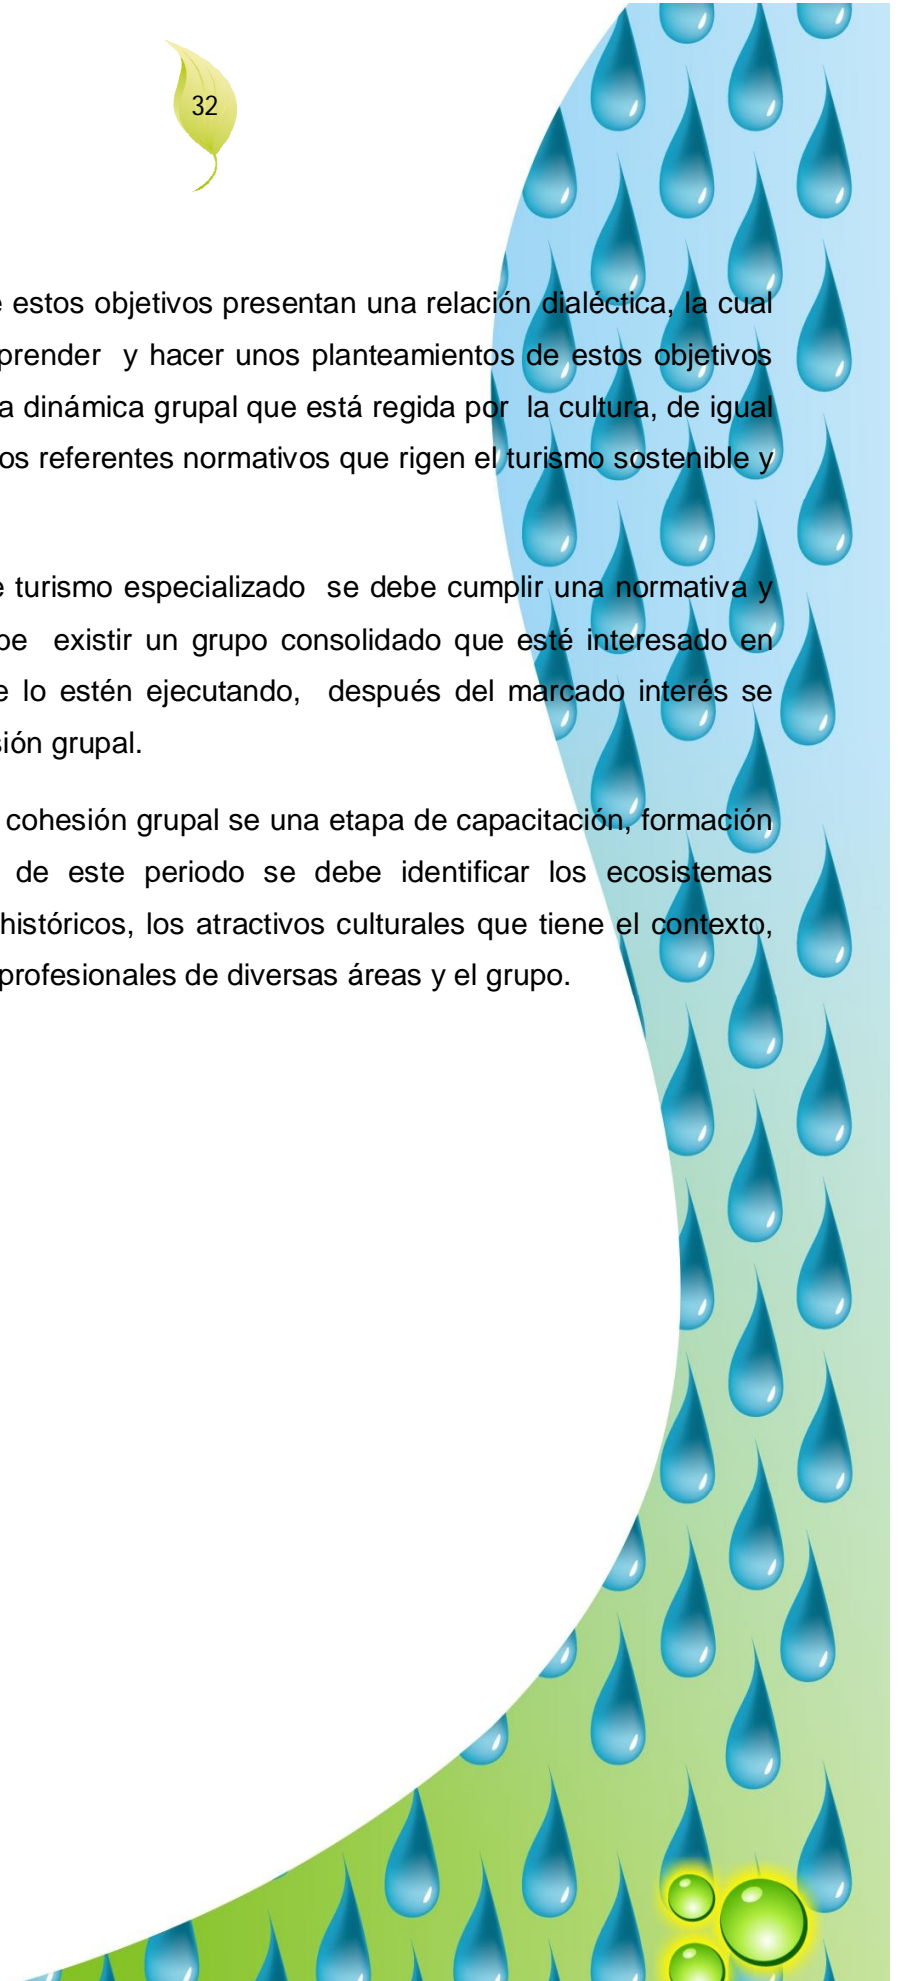 32
e estos objetivos presentan una relación dialéctica, la cual
prender y hacer unos planteamientos de estos objetivos
a dinámica grupal que está regida por la cultura, de igual
os referentes normativos que rigen el turismo sostenible y
e turismo especializado se debe cumplir una normativa y
be existir un grupo consolidado que esté interesado en
e lo estén ejecutando, después del marcado interés se
sión grupal.
cohesión grupal se una etapa de capacitación, formación
de este periodo se debe identificar los ecosistemas
históricos, los atractivos culturales que tiene el contexto,
profesionales de diversas áreas y el grupo.